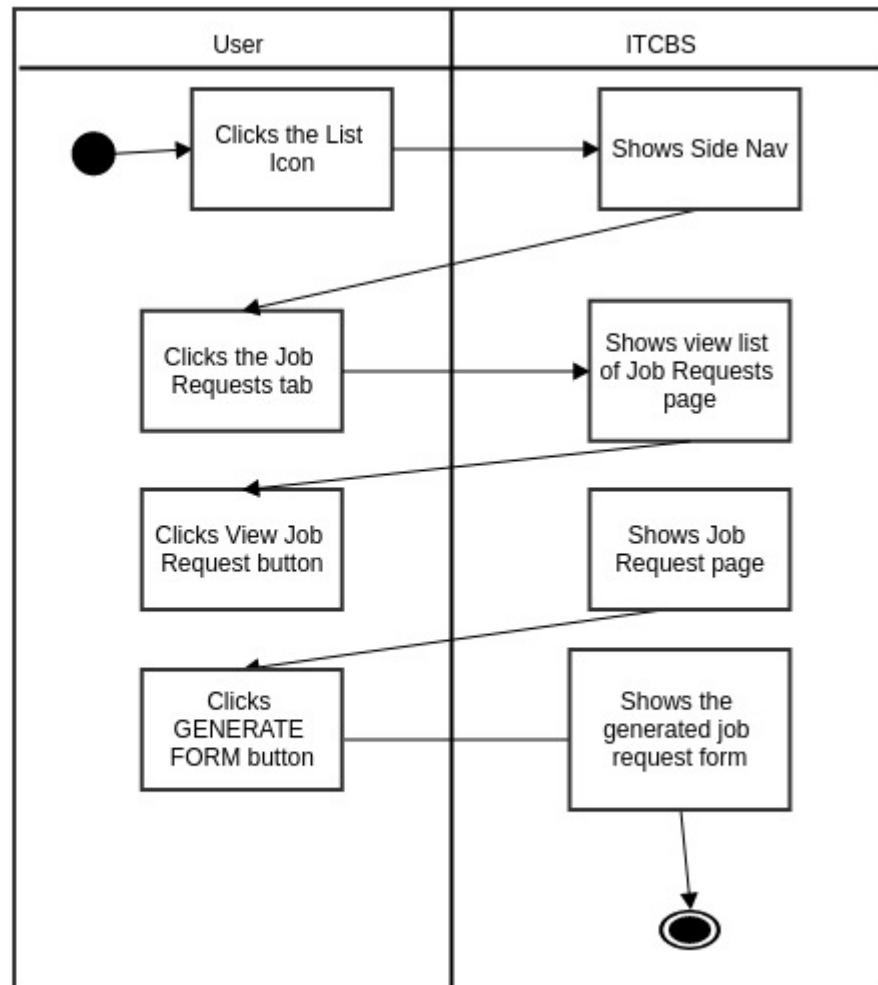 User
ITCBS
Clicks the List
Icon
Shows Side Nav
Clicks the Job
Requests tab
Shows view list
of Job Requests
page
Clicks View Job
Request button
Shows Job
Request page
Clicks
GENERATE
FORM button
Shows the
generated job
request form